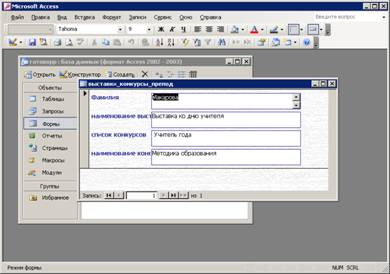 Microsoft Access
Файл Правка Вид Вставка Формат Записи Сервис Окно Справка
Введите вопрос
Tahoma 9
готовнир : База данных (формат Access 2002 - 2003)
Открыть Конструктор Создать
Объекты
Таблицы
Запросы
Формы
Отчеты
Страницы
Макросы
Модули
Группы
Избранное
выставка_конкурсы_препод
Фамилия Макарова
наименование выст Выставка ко дню учителя
список конкурсов Учитель года
наименование конк Методика образования
Запись: 1 из 1
Режим формы NUM SCRL